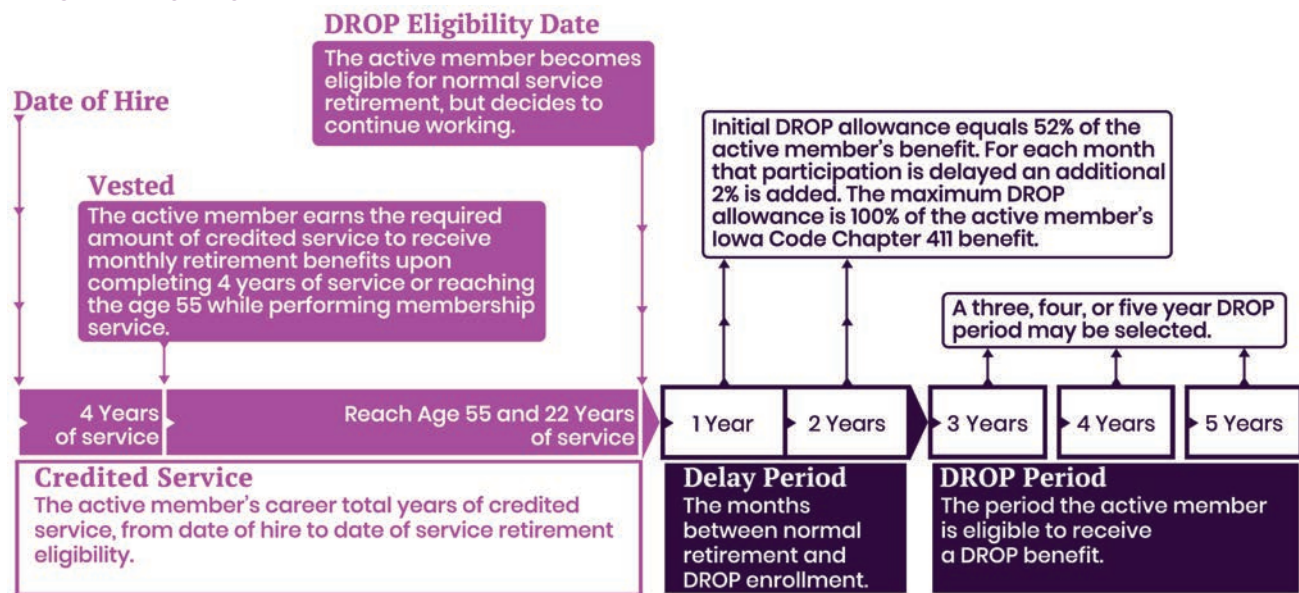 DROP Eligibility Date
The active member becomes
eligible for normal service
retirement, but decides to
continue working.
Date of Hire
Vested
The active member earns the required
amount of credited service to receive
monthly retirement benefits upon
completing 4 years of service or reaching
the age 55 while performing membership
service.
Initial DROP allowance equals 52% of the
active member's benefit. For each month
that participation is delayed an additional
2% is added. The maximum DROP
allowance is 100% of the active member's
Iowa Code Chapter 411 benefit.
A three, four, or five year DROP
period may be selected.
4 Years
of service
Reach Age 55 and 22 Years
of service
1 Year
2 Years
3 Years
4 Years
5 Years
Credited Service
The active member's career total years of credited
service, from date of hire to date of service retirement
eligibility.
Delay Period
The months
between normal
retirement and
DROP enrollment.
DROP Period
The period the active member
is eligible to receive
a DROP benefit.